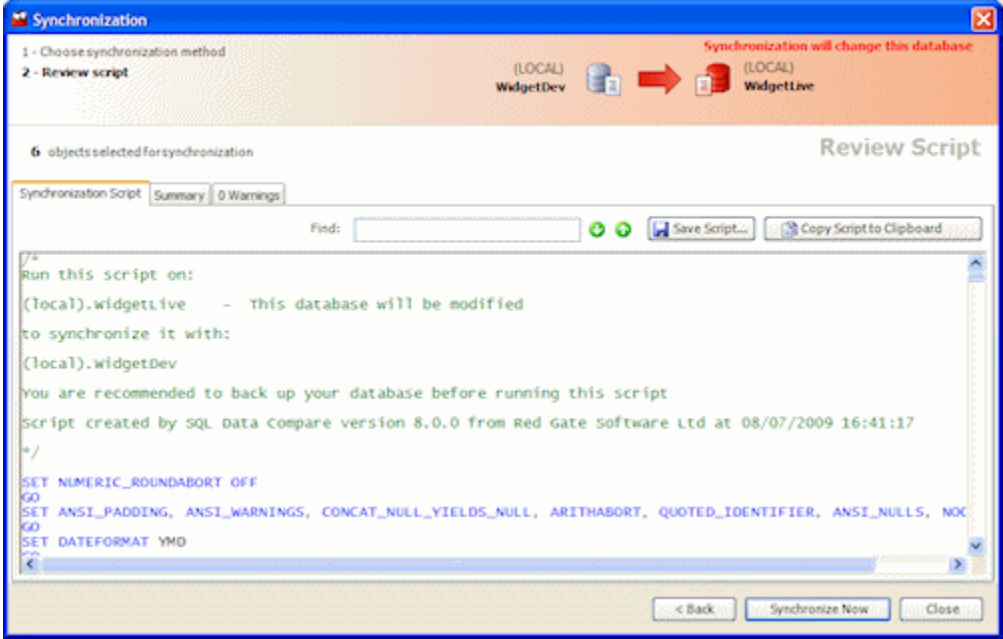 Synchronization
1 - Choose synchronization method
2 - Review script
Synchronization will change this database
(LOCAL)
WidgetDev
(LOCAL)
WidgetLive
6 objects selected for synchronization
Review Script
Synchronization Script
Summary
0 Warnings
Find:
Save Script...
Copy Script to Clipboard
/*
Run this script on:
(local).WidgetLive    -  This database will be modified
to synchronize it with:
(local).WidgetDev
You are recommended to back up your database before running this script
Script created by SQL Data Compare version 8.0.0 from Red Gate Software Ltd at 08/07/2009 16:41:17
*/
SET NUMERIC_ROUNDABORT OFF
GO
SET ANSI_PADDING, ANSI_WARNINGS, CONCAT_NULL_YIELDS_NULL, ARITHABORT, QUOTED_IDENTIFIER, ANSI_NULLS, NOC
GO
SET DATEFORMAT YMD
GO
< Back
Synchronize Now
Close